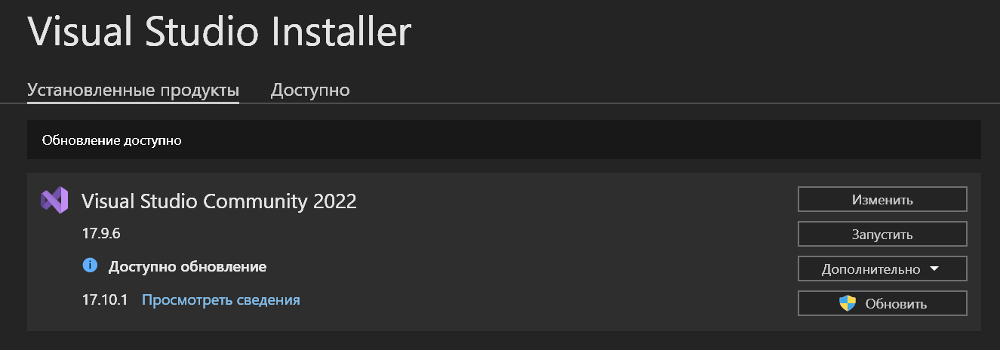 Visual Studio Installer
Установленные продукты Доступно
Обновление доступно
Visual Studio Community 2022
17.9.6
Доступно обновление
17.10.1 Просмотреть сведения
Изменить
Запустить
Дополнительно
Обновить